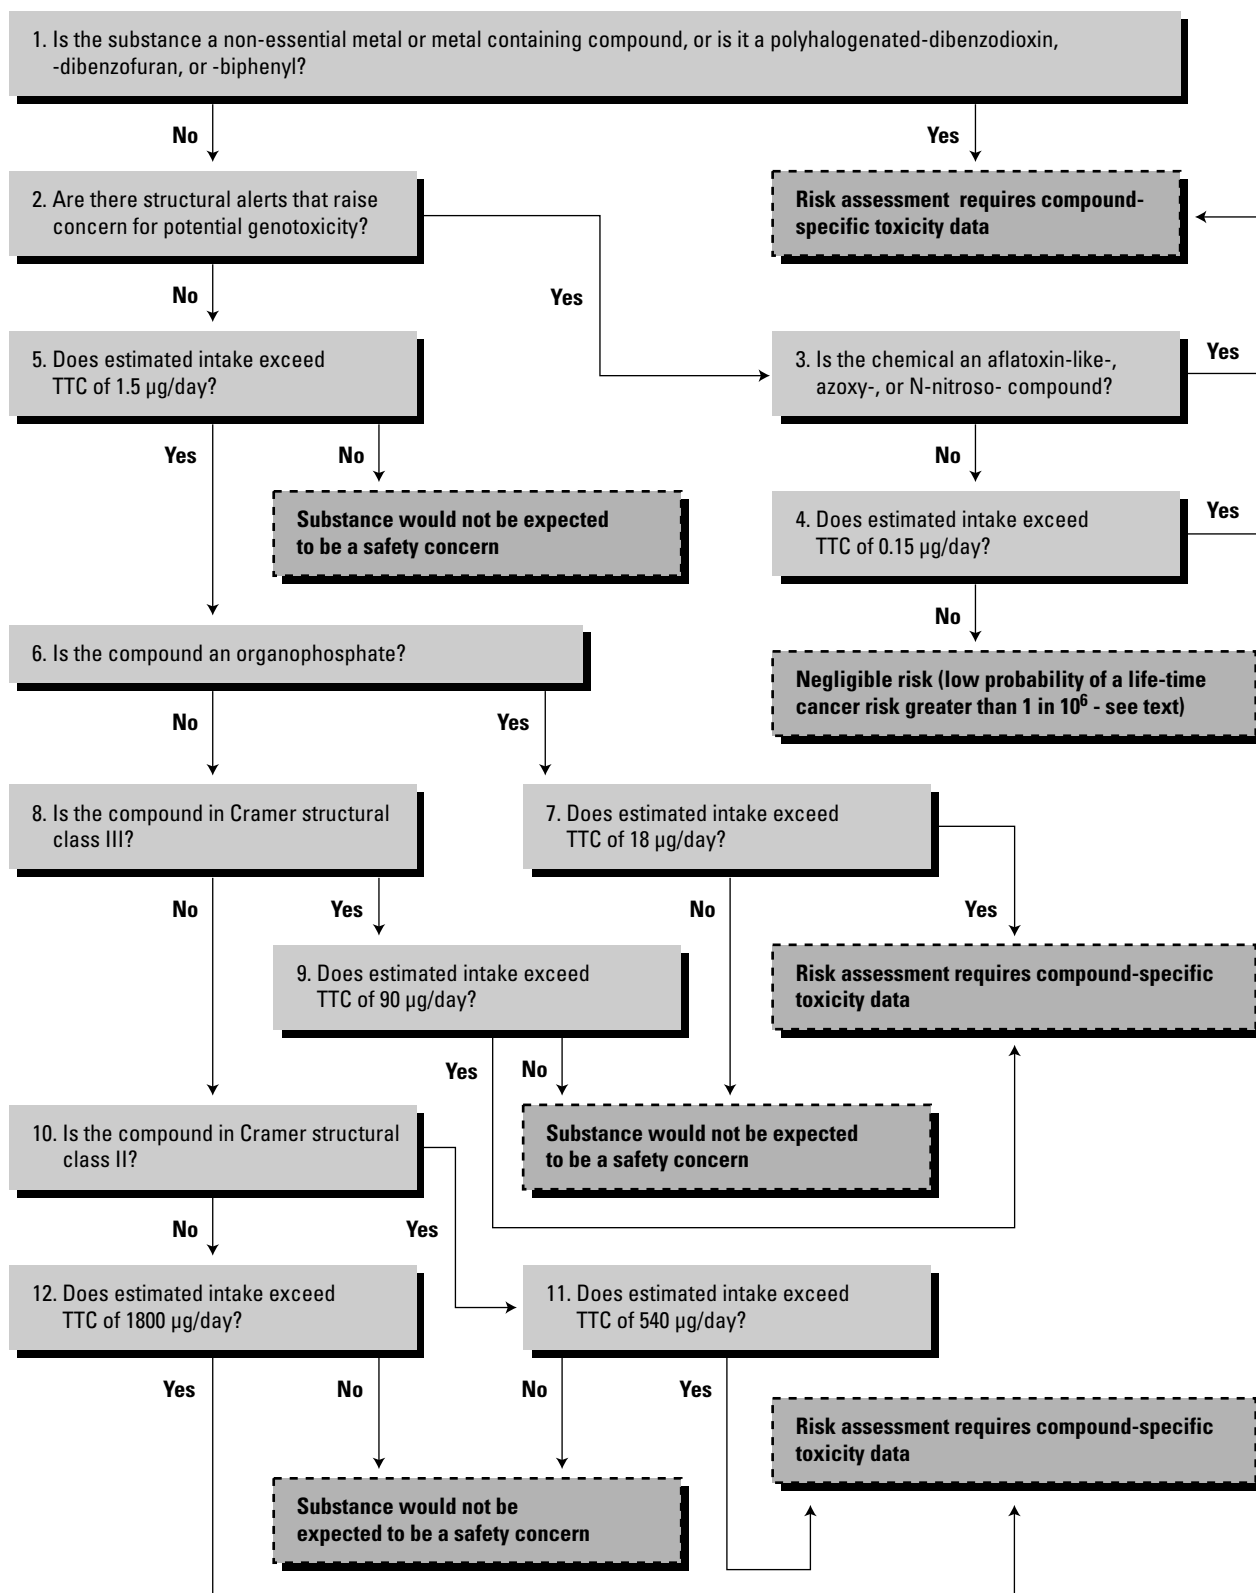 1. Is the substance a non-essential metal or metal containing compound, or is it a polyhalogenated-dibenzodioxin,
-dibenzofuran, or -biphenyl?
No
Yes
2. Are there structural alerts that raise
concern for potential genotoxicity?
Risk assessment requires compound-
specific toxicity data
No
Yes
5. Does estimated intake exceed
TTC of 1.5 µg/day?
3. Is the chemical an aflatoxin-like-,
azoxy-, or N-nitroso- compound?
Yes
Yes
No
No
Substance would not be expected
to be a safety concern
4. Does estimated intake exceed
TTC of 0.15 µg/day?
Yes
No
6. Is the compound an organophosphate?
Negligible risk (low probability of a life-time
cancer risk greater than 1 in 10⁶ - see text)
No
Yes
8. Is the compound in Cramer structural
class III?
7. Does estimated intake exceed
TTC of 18 µg/day?
No
Yes
No
Yes
9. Does estimated intake exceed
TTC of 90 µg/day?
Risk assessment requires compound-specific
toxicity data
Yes
No
10. Is the compound in Cramer structural
class II?
Substance would not be expected
to be a safety concern
No
Yes
12. Does estimated intake exceed
TTC of 1800 µg/day?
11. Does estimated intake exceed
TTC of 540 µg/day?
Yes
No
No
Yes
Risk assessment requires compound-specific
toxicity data
Substance would not be
expected to be a safety concern